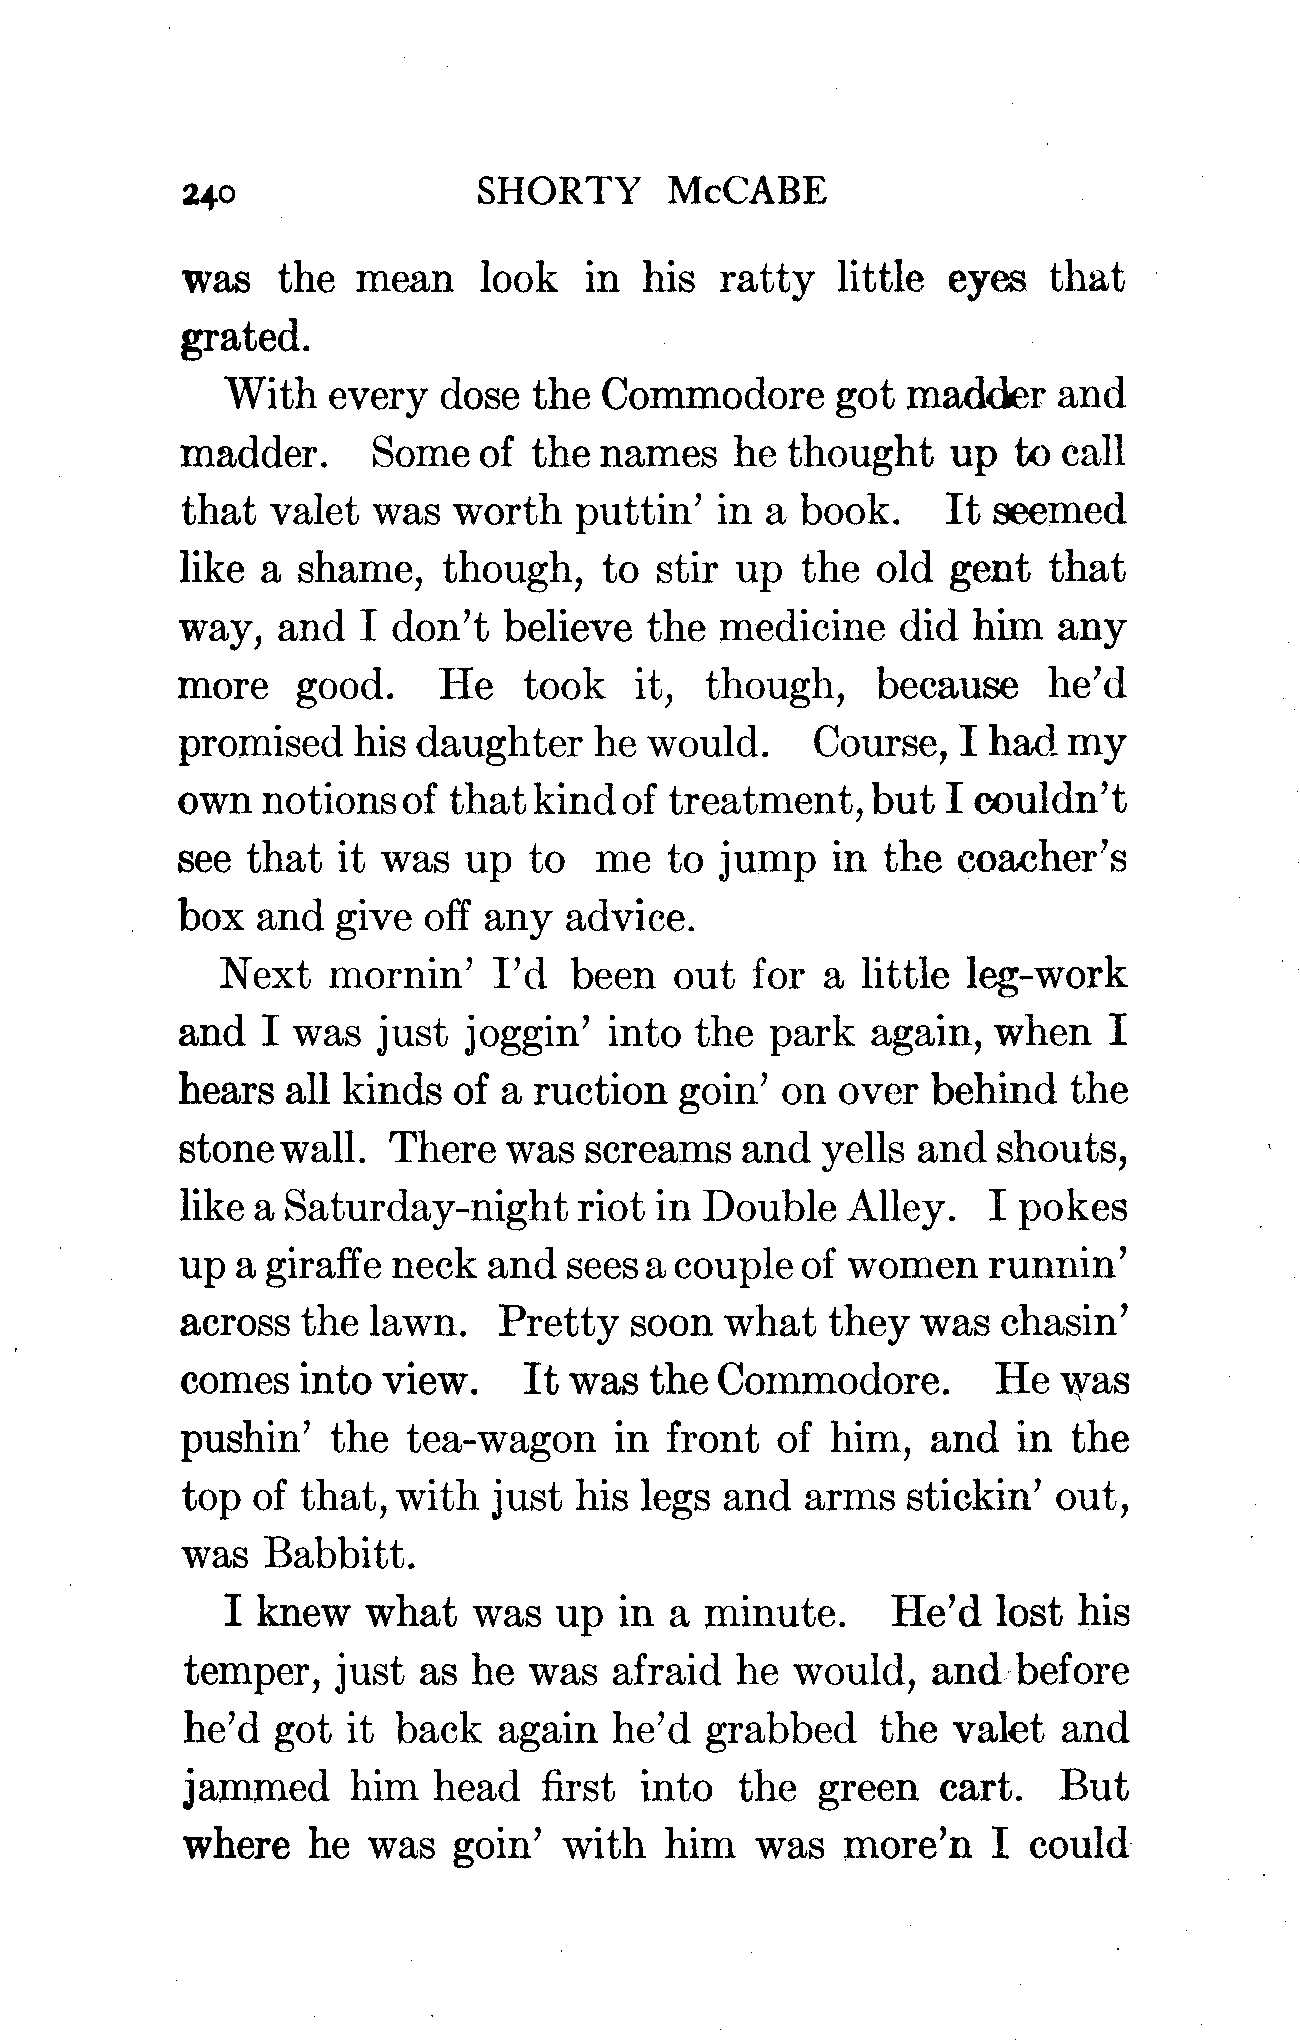 240 SHORTY McCABE
was the mean look in his ratty little eyes that
grated.
With every dose the Commodore got madder and
madder. Some of the names he thought up to call
that valet was worth puttin' in a book. It seemed
like a shame, though, to stir up the old gent that
way, and I don't believe the medicine did him any
more good. He took it, though, because he'd
promised his daughter he would. Course, I had my
own notions of that kind of treatment, but I couldn't
see that it was up to me to jump in the coacher's
box and give off any advice.
Next mornin' I'd been out for a little leg-work
and I was just joggin' into the park again, when I
hears all kinds of a ruction goin' on over behind the
stone wall. There was screams and yells and shouts,
like a Saturday-night riot in Double Alley. I pokes
up a giraffe neck and sees a couple of women runnin'
across the lawn. Pretty soon what they was chasin'
comes into view. It was the Commodore. He was
pushin' the tea-wagon in front of him, and in the
top of that, with just his legs and arms stickin' out,
was Babbitt.
I knew what was up in a minute. He'd lost his
temper, just as he was afraid he would, and before
he'd got it back again he'd grabbed the valet and
jammed him head first into the green cart. But
where he was goin' with him was more'n I could